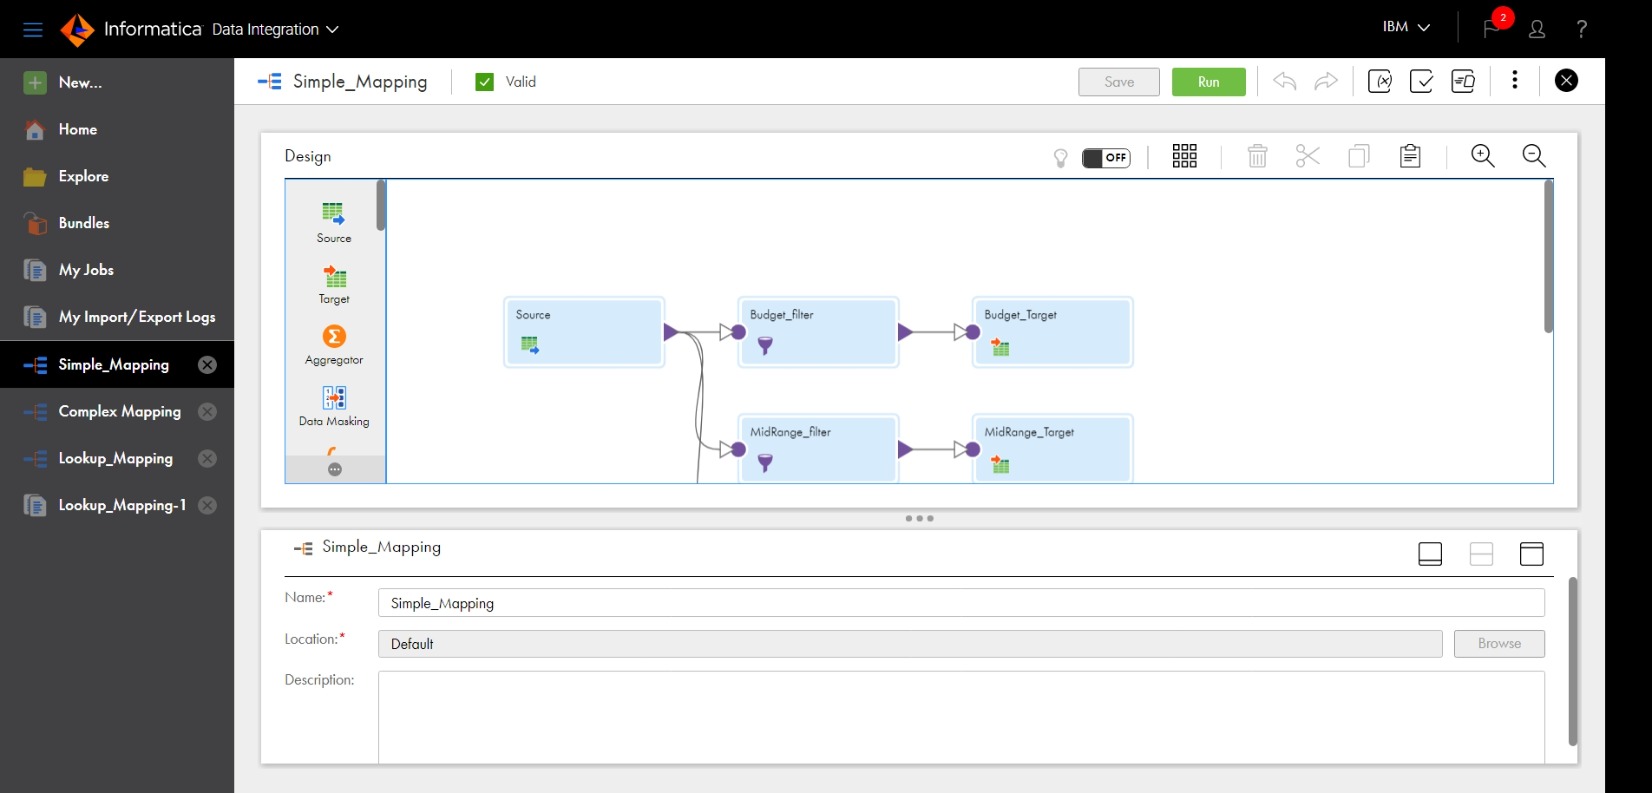 Informatica Data Integration
IBM
2
?
New...
Home
Explore
Bundles
My Jobs
My Import/Export Logs
Simple_Mapping
Complex Mapping
Lookup_Mapping
Lookup_Mapping-1
Simple_Mapping
Valid
Save
Run
(x)
Design
OFF
Source
Target
Aggregator
Data Masking
Source
Budget_filter
Budget_Target
MidRange_filter
MidRange_Target
Simple_Mapping
Name:*
Simple_Mapping
Location:*
Default
Browse
Description: